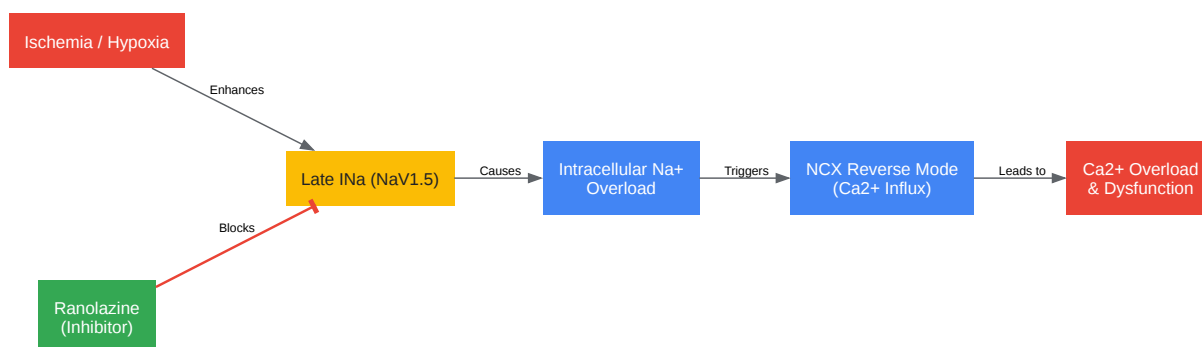 Ischemia / Hypoxia
Enhances
Late INa (NaV1.5)
Causes
Intracellular Na+
Overload
Triggers
NCX Reverse Mode
(Ca2+ Influx)
Leads to
Ca2+ Overload
& Dysfunction
Blocks
Ranolazine
(Inhibitor)